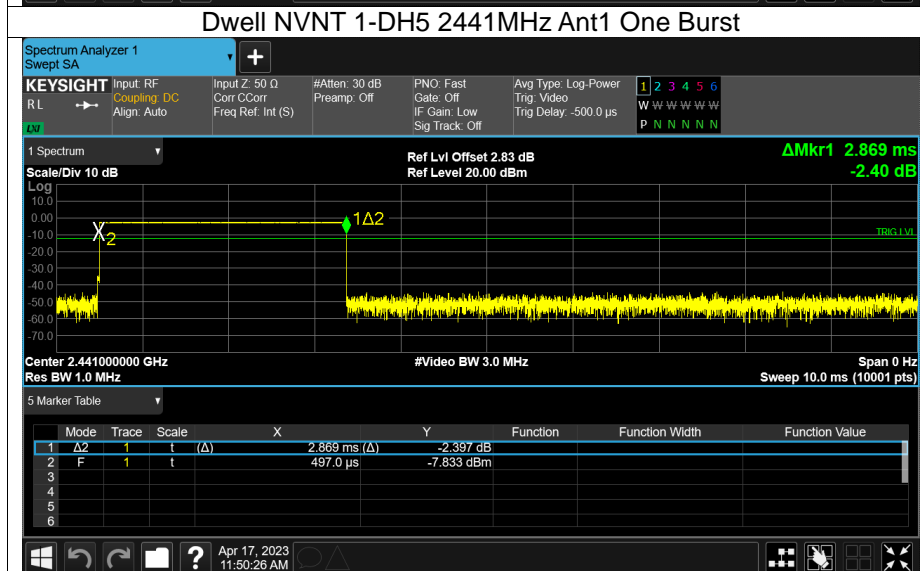 Dwell NVNT 1-DH5 2441MHz Ant1 One Burst
Spectrum Analyzer 1
Swept SA
+
KEYSIGHT
R L
LXI
Input: RF
Coupling: DC
Align: Auto
Input Z: 50 Ω
Corr CCorr
Freq Ref: Int (S)
#Atten: 30 dB
Preamp: Off
PNO: Fast
Gate: Off
IF Gain: Low
Sig Track: Off
Avg Type: Log-Power
Trig: Video
Trig Delay: -500.0 µs
1 2 3 4 5 6
W W W W W W
P N N N N N
1 Spectrum
Scale/Div 10 dB
Ref Lvl Offset 2.83 dB
Ref Level 20.00 dBm
ΔMkr1 2.869 ms
-2.40 dB
Log
10.0
0.00
-10.0
-20.0
-30.0
-40.0
-50.0
-60.0
-70.0
X2
1Δ2
TRIG LVL
Center 2.441000000 GHz
#Video BW 3.0 MHz
Span 0 Hz
Res BW 1.0 MHz
Sweep 10.0 ms (10001 pts)
5 Marker Table
Mode Trace Scale X Y Function Function Width Function Value
1 Δ2 1 t (Δ) 2.869 ms (Δ) -2.397 dB
2 F 1 t 497.0 µs -7.833 dBm
3
4
5
6
?
Apr 17, 2023
11:50:26 AM